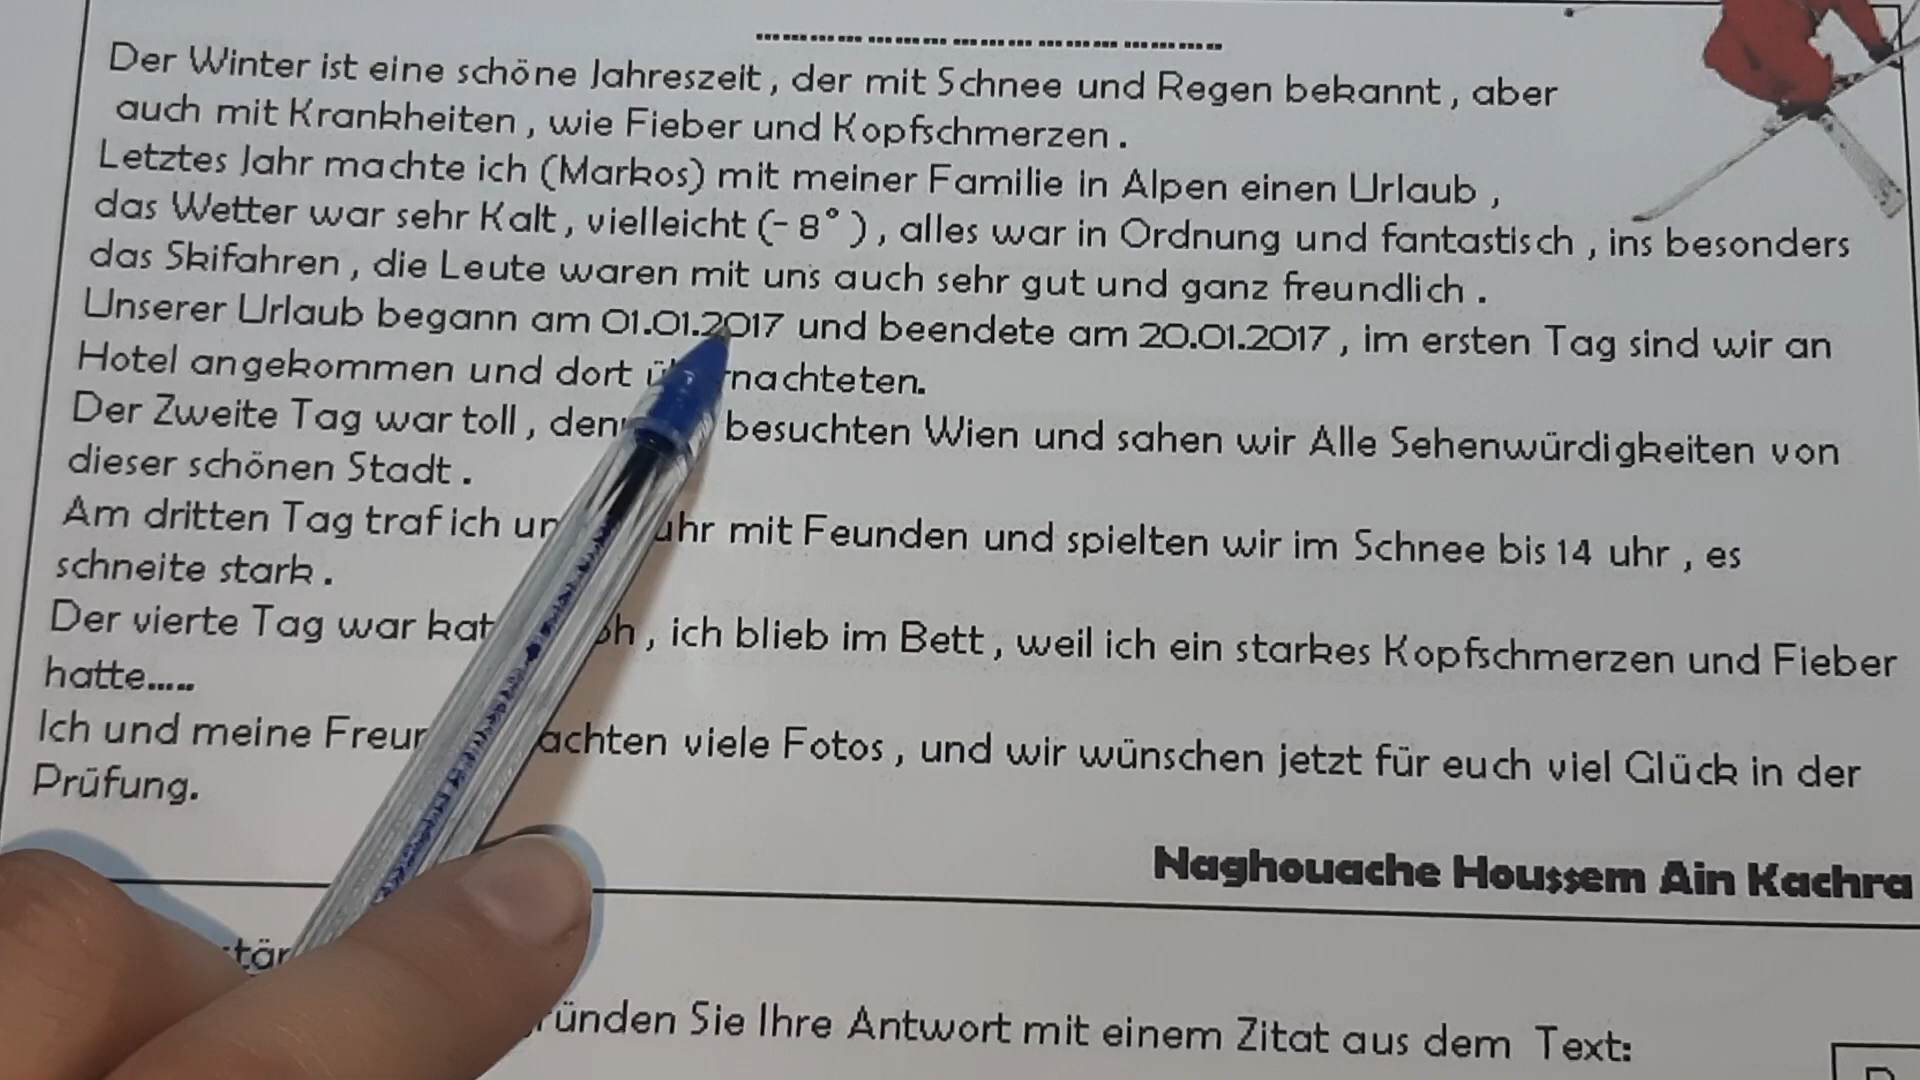 Der Winter ist eine schöne Jahreszeit , der mit Schnee und Regen bekannt , aber
auch mit Krankheiten , wie Fieber und Kopfschmerzen .
Letztes Jahr machte ich (Markos) mit meiner Familie in Alpen einen Urlaub ,
das Wetter war sehr Kalt , vielleicht (- 8° ) , alles war in Ordnung und fantastisch , ins besonders
das Skifahren , die Leute waren mit uns auch sehr gut und ganz freundlich .
Unserer Urlaub begann am 01.01.2017 und beendete am 20.01.2017 , im ersten Tag sind wir an
Hotel angekommen und dort
Der Zweite Tag war toll , besuchten Wien und sahen wir Alle Sehenwürdigkeiten von
dieser schönen Stadt .
Am dritten Tag traf ich uhr mit Feunden und spielten wir im Schnee bis 14 uhr , es
schneite stark .
Der vierte Tag war , ich blieb im Bett , weil ich ein starkes Kopfschmerzen und Fieber
hatte.....
Ich und meine viele Fotos , und wir wünschen jetzt für euch viel Glück in der
Prüfung.
Naghouache Houssem Ain Kachra
Sie Ihre Antwort mit einem Zitat aus dem Text: